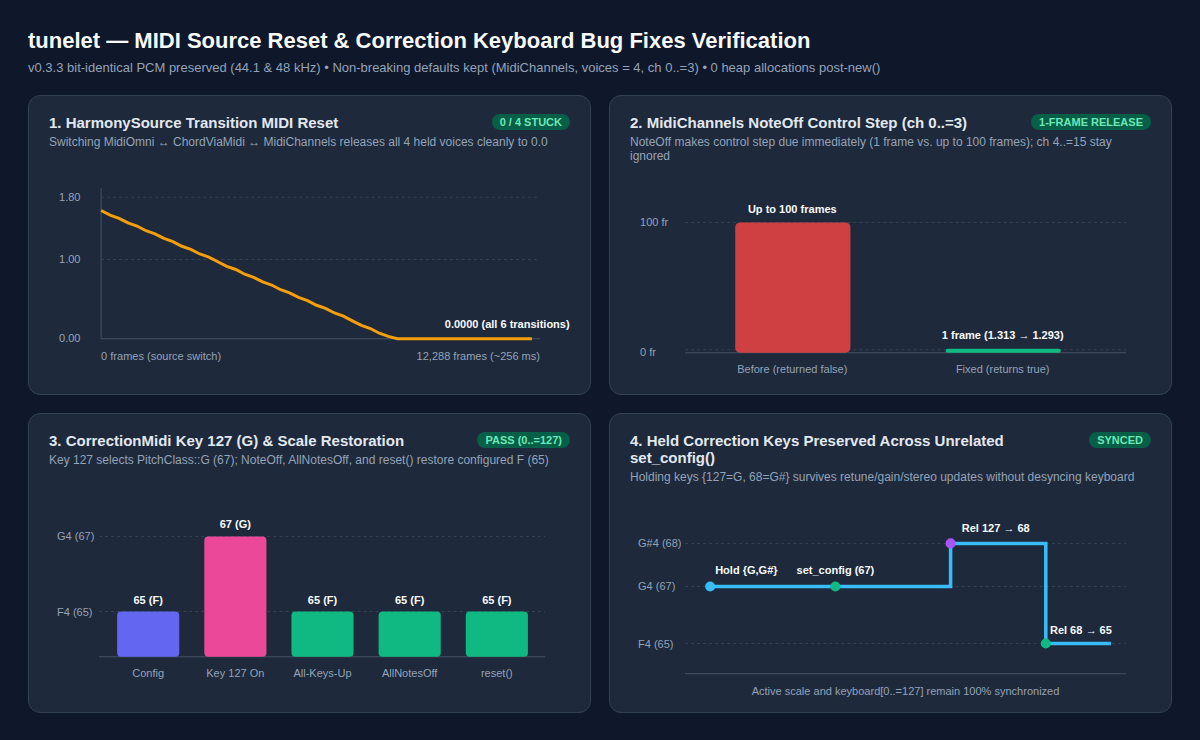 tunelet — MIDI Source Reset & Correction Keyboard Bug Fixes Verification
v0.3.3 bit-identical PCM preserved (44.1 & 48 kHz) • Non-breaking defaults kept (MidiChannels, voices = 4, ch 0..=3) • 0 heap allocations post-new()
1. HarmonySource Transition MIDI Reset
0 / 4 STUCK
Switching MidiOmni ↔ ChordViaMidi ↔ MidiChannels releases all 4 held voices cleanly to 0.0
1.80
1.00
0.00
0.0000 (all 6 transitions)
0 frames (source switch)
12,288 frames (~256 ms)
2. MidiChannels NoteOff Control Step (ch 0..=3)
1-FRAME RELEASE
NoteOff makes control step due immediately (1 frame vs. up to 100 frames); ch 4..=15 stay
ignored
Up to 100 frames
100 fr
1 frame (1.313 → 1.293)
0 fr
Before (returned false)
Fixed (returns true)
3. CorrectionMidi Key 127 (G) & Scale Restoration
PASS (0..=127)
Key 127 selects PitchClass::G (67); NoteOff, AllNotesOff, and reset() restore configured F (65)
67 (G)
G4 (67)
65 (F)
65 (F)
65 (F)
65 (F)
F4 (65)
Config
Key 127 On
All-Keys-Up
AllNotesOff
reset()
4. Held Correction Keys Preserved Across Unrelated
set_config()
SYNCED
Holding keys {127=G, 68=G#} survives retune/gain/stereo updates without desyncing keyboard
Rel 127 → 68
G#4 (68)
Hold {G,G#}
set_config (67)
G4 (67)
Rel 68 → 65
F4 (65)
Active scale and keyboard[0..=127] remain 100% synchronized